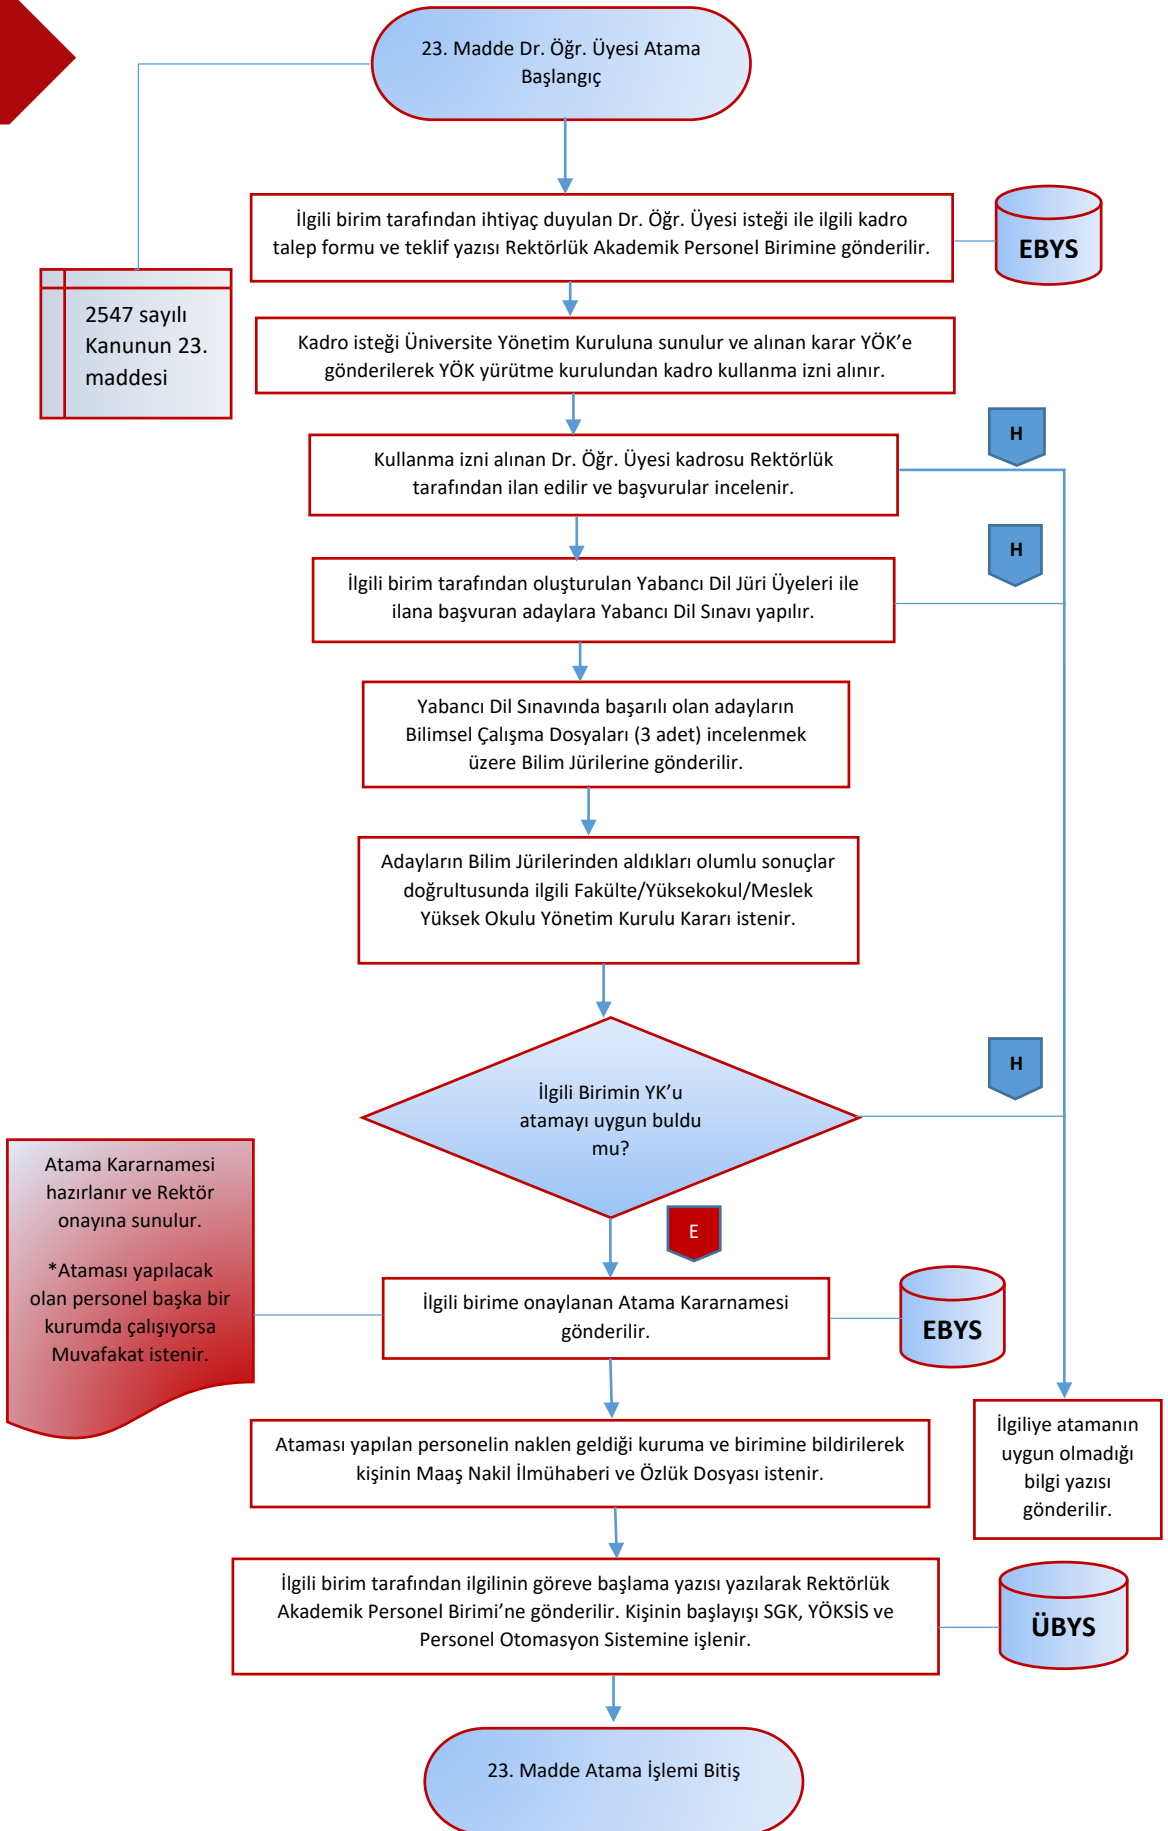 23. Madde Dr. Öğr. Üyesi Atama
Başlangıç
İlgili birim tarafından ihtiyaç duyulan Dr. Öğr. Üyesi isteği ile ilgili kadro
talep formu ve teklif yazısı Rektörlük Akademik Personel Birimine gönderilir.
EBYS
2547 sayılı
Kanunun 23.
maddesi
Kadro isteği Üniversite Yönetim Kuruluna sunulur ve alınan karar YÖK’e
gönderilerek YÖK yürütme kurulundan kadro kullanma izni alınır.
H
Kullanma izni alınan Dr. Öğr. Üyesi kadrosu Rektörlük
tarafından ilan edilir ve başvurular incelenir.
H
İlgili birim tarafından oluşturulan Yabancı Dil Jüri Üyeleri ile
ilana başvuran adaylara Yabancı Dil Sınavı yapılır.
Yabancı Dil Sınavında başarılı olan adayların
Bilimsel Çalışma Dosyaları (3 adet) incelenmek
üzere Bilim Jürilerine gönderilir.
Adayların Bilim Jürilerinden aldıkları olumlu sonuçlar
doğrultusunda ilgili Fakülte/Yüksekokul/Meslek
Yüksek Okulu Yönetim Kurulu Kararı istenir.
H
İlgili Birimin YK’u
atamayı uygun buldu
mu?
Atama Kararnamesi
hazırlanır ve Rektör
onayına sunulur.
*Ataması yapılacak
olan personel başka bir
kurumda çalışıyorsa
Muvafakat istenir.
E
İlgili birime onaylanan Atama Kararnamesi
gönderilir.
EBYS
Ataması yapılan personelin naklen geldiği kuruma ve birimine bildirilerek
kişinin Maaş Nakil İlmühaberi ve Özlük Dosyası istenir.
İlgiliye atamanın
uygun olmadığı
bilgi yazısı
gönderilir.
İlgili birim tarafından ilgilinin göreve başlama yazısı yazılarak Rektörlük
Akademik Personel Birimi’ne gönderilir. Kişinin başlayışı SGK, YÖKSİS ve
Personel Otomasyon Sistemine işlenir.
ÜBYS
23. Madde Atama İşlemi Bitiş